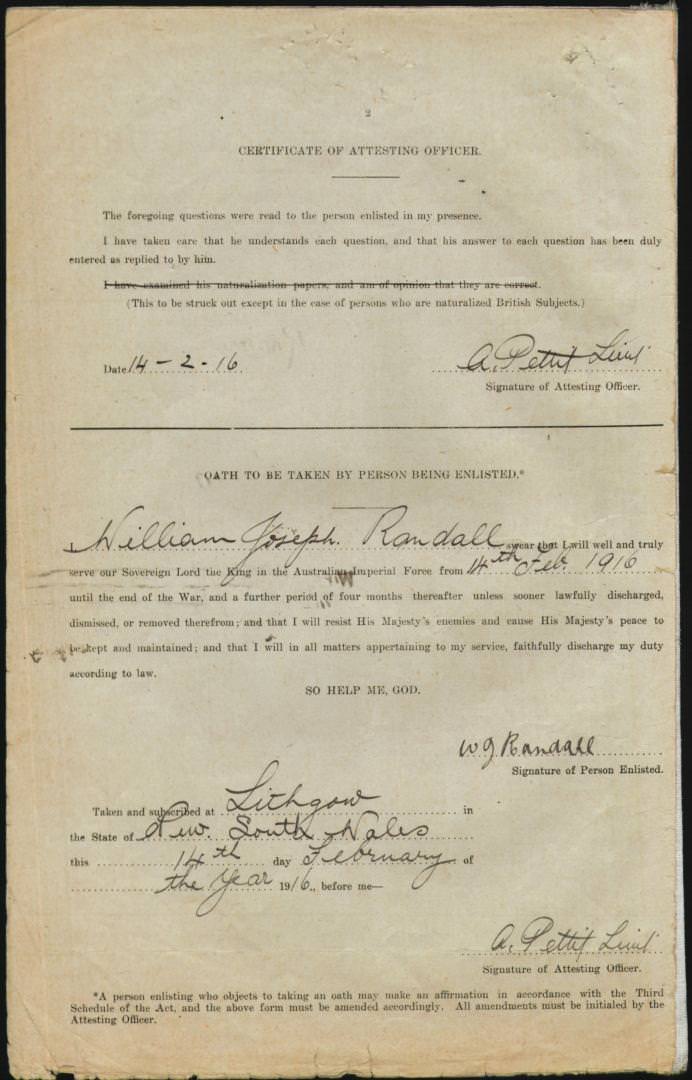 2
CERTIFICATE OF ATTESTING OFFICER.
The foregoing questions were read to the person enlisted in my presence.
I have taken care that he understands each question, and that his answer to each question has been duly
entered as replied to by him.
I have examined his naturalization papers, and am of opinion that they are correct.
(This to be struck out except in the case of persons who are naturalized British Subjects.)
Date 14-2-16 A. Pettit Lieut
Signature of Attesting Officer.
OATH TO BE TAKEN BY PERSON BEING ENLISTED.*
William Joseph. Randall swear that I will well and truly
serve our Sovereign Lord the King in the Australian Imperial Force from 14th Feb. 1916
until the end of the War, and a further period of four months thereafter unless sooner lawfully discharged,
dismissed, or removed therefrom; and that I will resist His Majesty's enemies and cause His Majesty's peace to
be kept and maintained; and that I will in all matters appertaining to my service, faithfully discharge my duty
according to law.
SO HELP ME, GOD.
W J Randall
Signature of Person Enlisted.
Taken and subscribed at Lithgow in
the State of New. South Wales
this 14th day February of
the Year 1916., before me—
A. Pettit Lieut
Signature of Attesting Officer.
*A person enlisting who objects to taking an oath may make an affirmation in accordance with the Third
Schedule of the Act, and the above form must be amended accordingly. All amendments must be initialed by the
Attesting Officer.